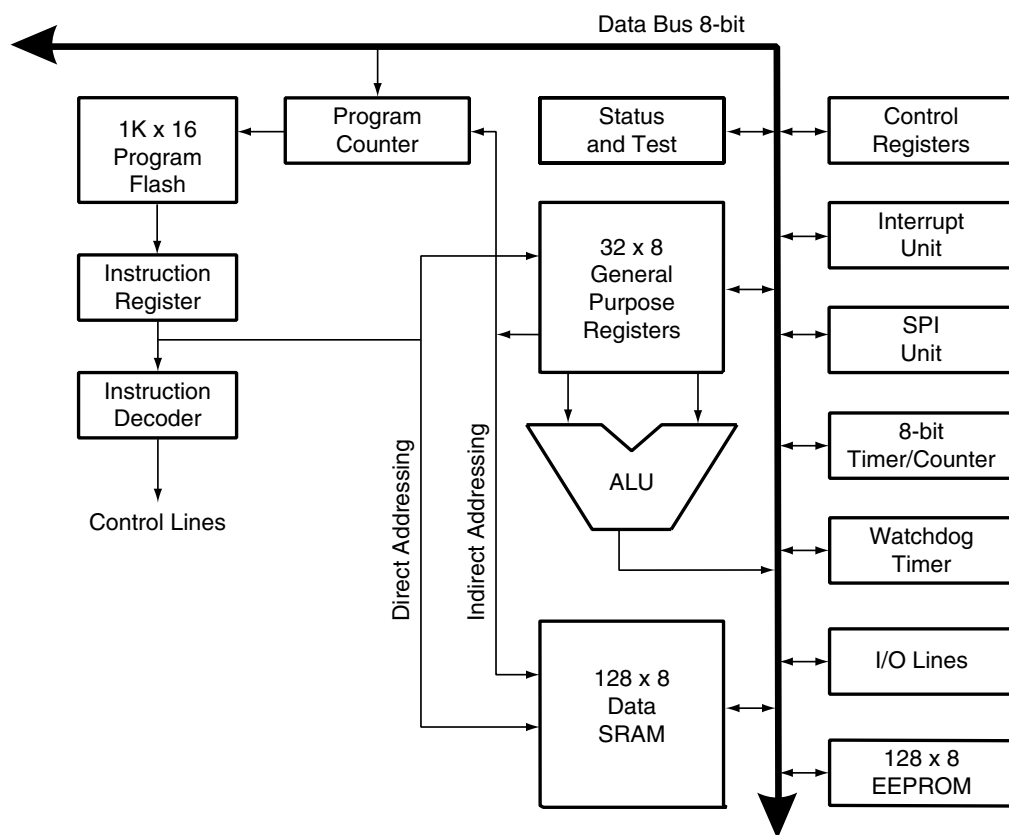 Data Bus 8-bit
1K x 16
Program
Flash
Program
Counter
Status
and Test
Control
Registers
Instruction
Register
32 x 8
General
Purpose
Registers
Interrupt
Unit
SPI
Unit
Instruction
Decoder
Control Lines
Direct Addressing
Indirect Addressing
ALU
8-bit
Timer/Counter
Watchdog
Timer
128 x 8
Data
SRAM
I/O Lines
128 x 8
EEPROM